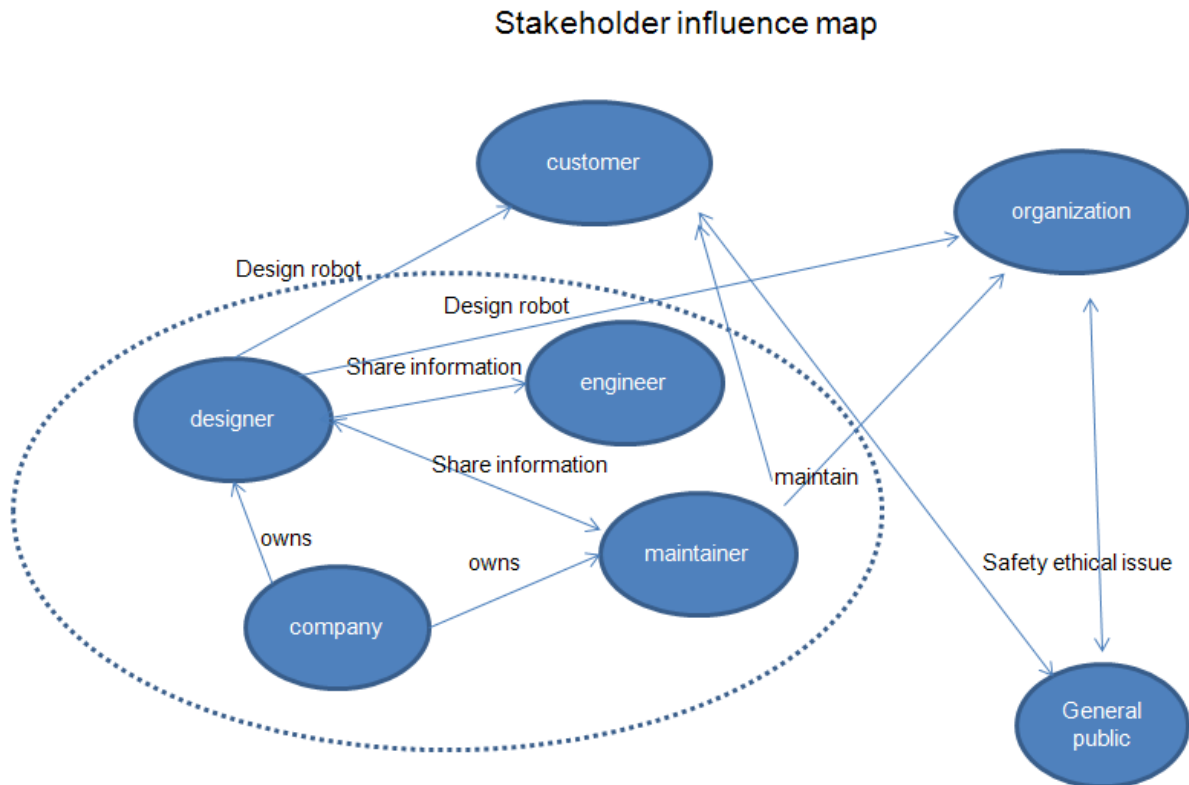 Stakeholder influence map
customer
organization
Design robot
Design robot
Share information
engineer
designer
Share information
maintain
owns
owns
maintainer
Safety ethical issue
company
General
public